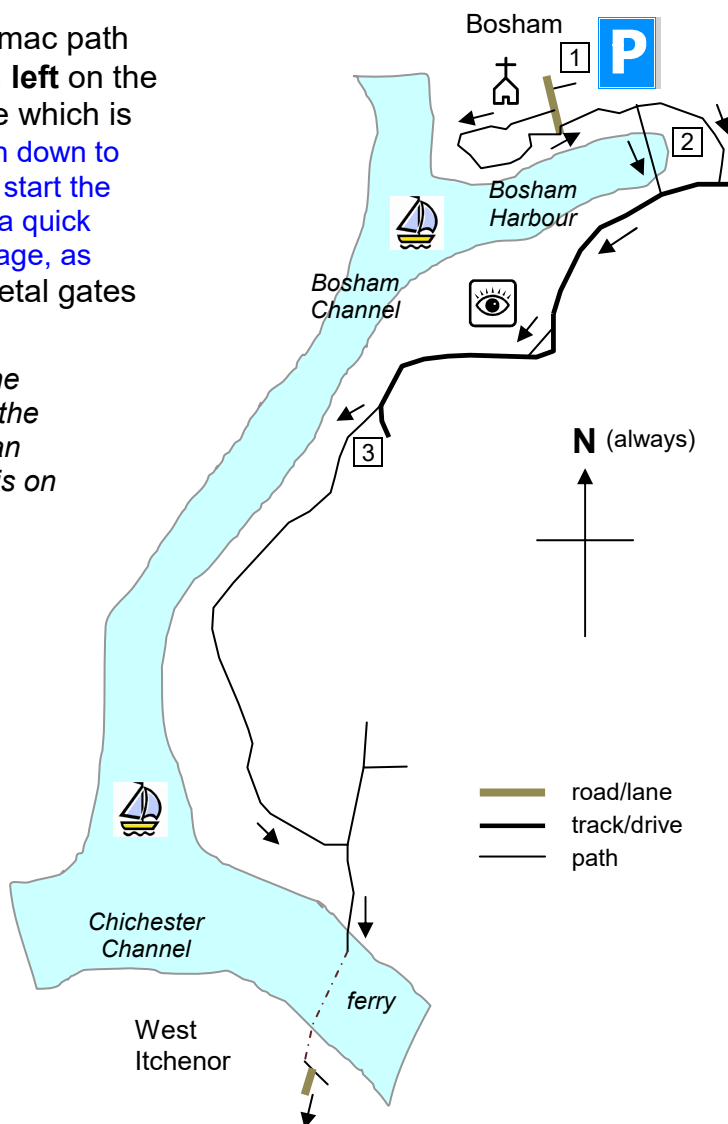 mac path
left on the
e which is
n down to
start the
a quick
age, as
etal gates
ne
the
an
is on
Bosham
1
P
2
Bosham
Harbour
Bosham
Channel
3
N (always)
road/lane
track/drive
path
Chichester
Channel
ferry
West
Itchenor